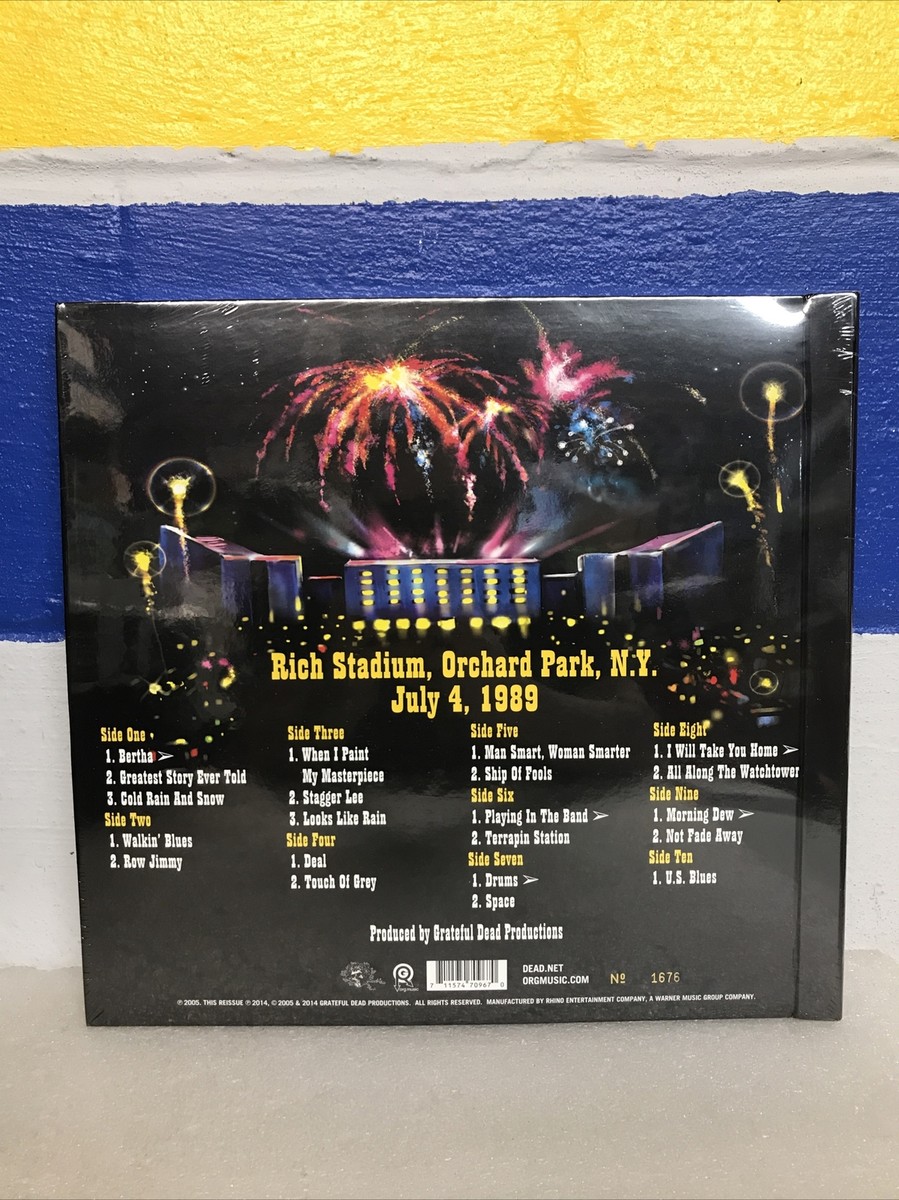 Rich Stadium, Orchard Park, N.Y.
July 4, 1989
Side One
1. Bertha ➢
2. Greatest Story Ever Told
3. Cold Rain And Snow
Side Two
1. Walkin' Blues
2. Row Jimmy
Side Three
1. When I Paint
My Masterpiece
2. Stagger Lee
3. Looks Like Rain
Side Four
1. Deal
2. Touch Of Grey
Side Five
1. Man Smart, Woman Smarter
2. Ship Of Fools
Side Six
1. Playing In The Band ➢
2. Terrapin Station
Side Seven
1. Drums ➢
2. Space
Side Eight
1. I Will Take You Home ➢
2. All Along The Watchtower
Side Nine
1. Morning Dew ➢
2. Not Fade Away
Side Ten
1. U.S. Blues
Produced by Grateful Dead Productions
Orgmusic
7 11574 70967 0
DEAD.NET
ORGMUSIC.COM
Nº 1676
℗ 2005. THIS REISSUE ℗ 2014, © 2005 & 2014 GRATEFUL DEAD PRODUCTIONS. ALL RIGHTS RESERVED. MANUFACTURED BY RHINO ENTERTAINMENT COMPANY, A WARNER MUSIC GROUP COMPANY.